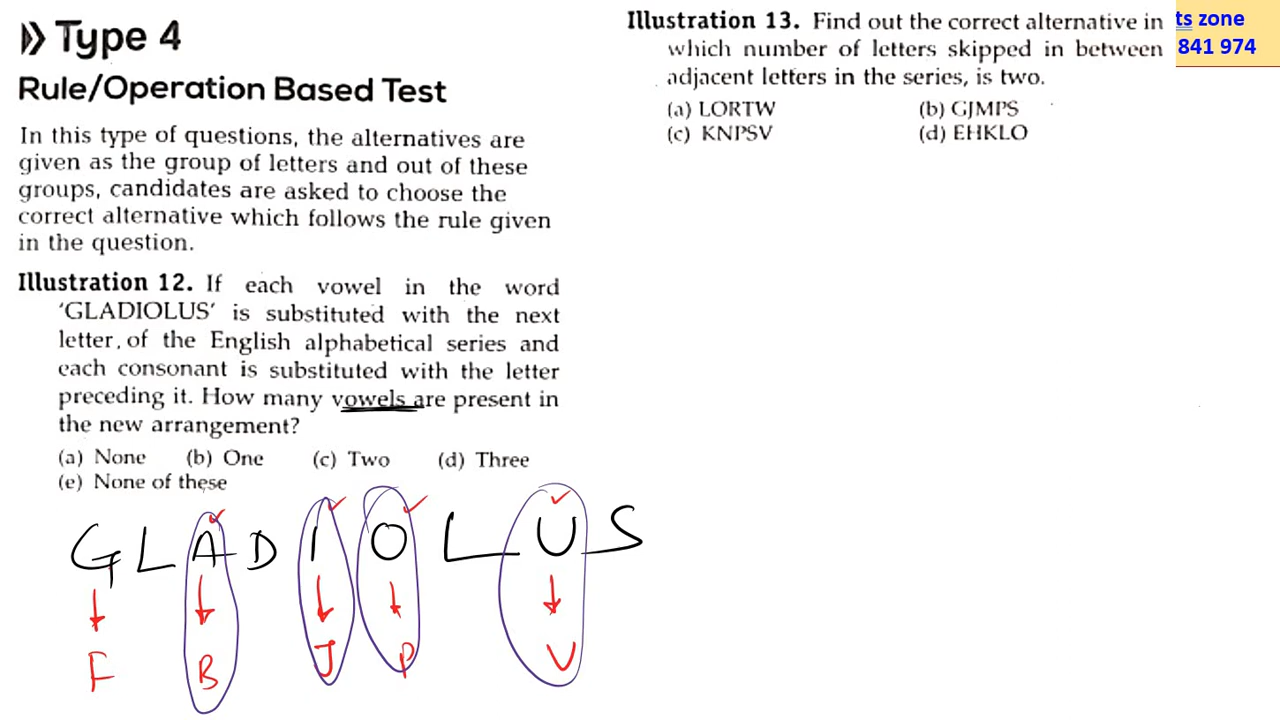 Type 4
Rule/Operation Based Test
In this type of questions, the alternatives are
given as the group of letters and out of these
groups, candidates are asked to choose the
correct alternative which follows the rule given
in the question.
Illustration 12. If each vowel in the word
'GLADIOLUS' is substituted with the next
letter of the English alphabetical series and
each consonant is substituted with the letter
preceding it. How many vowels are present in
the new arrangement?
(a) None (b) One (c) Two (d) Three
(e) None of these
G L A D I O L U S
F B J P V
Illustration 13. Find out the correct alternative in
which number of letters skipped in between
adjacent letters in the series, is two.
(a) LORTW (b) GJMPS
(c) KNPSV (d) EHKLO
ts zone
841 974